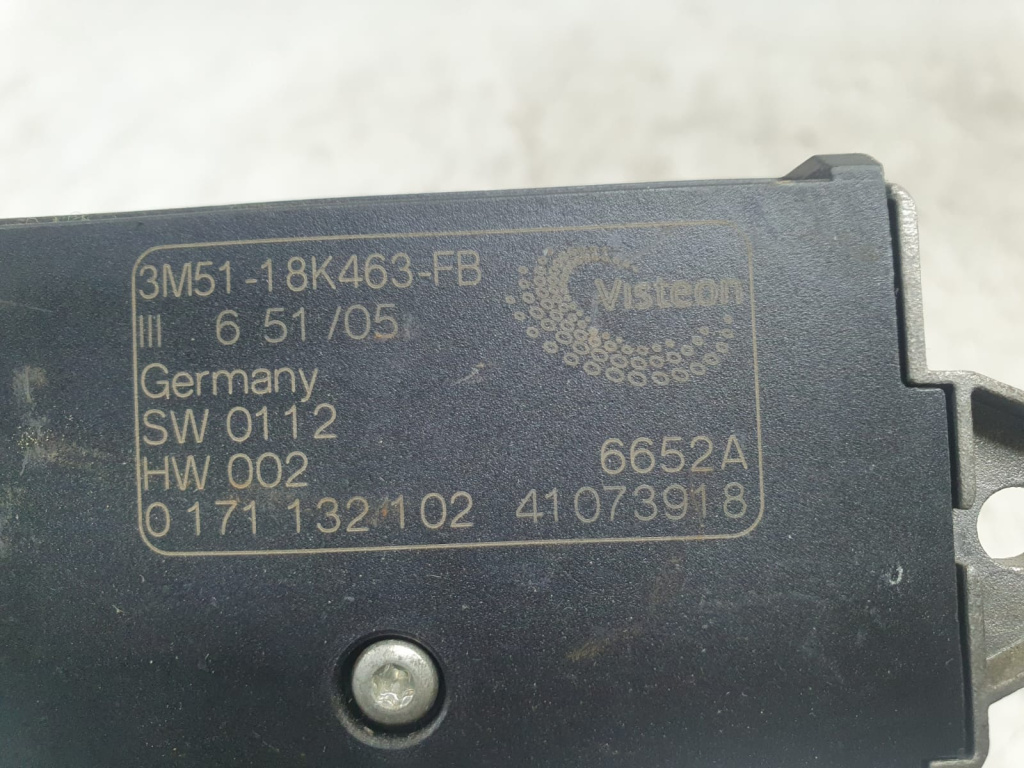 3M51-18K463-FB
Visteon
III 6 51/05
Germany
SW 0112
HW 002
6652A
0 171 132/102 41073918